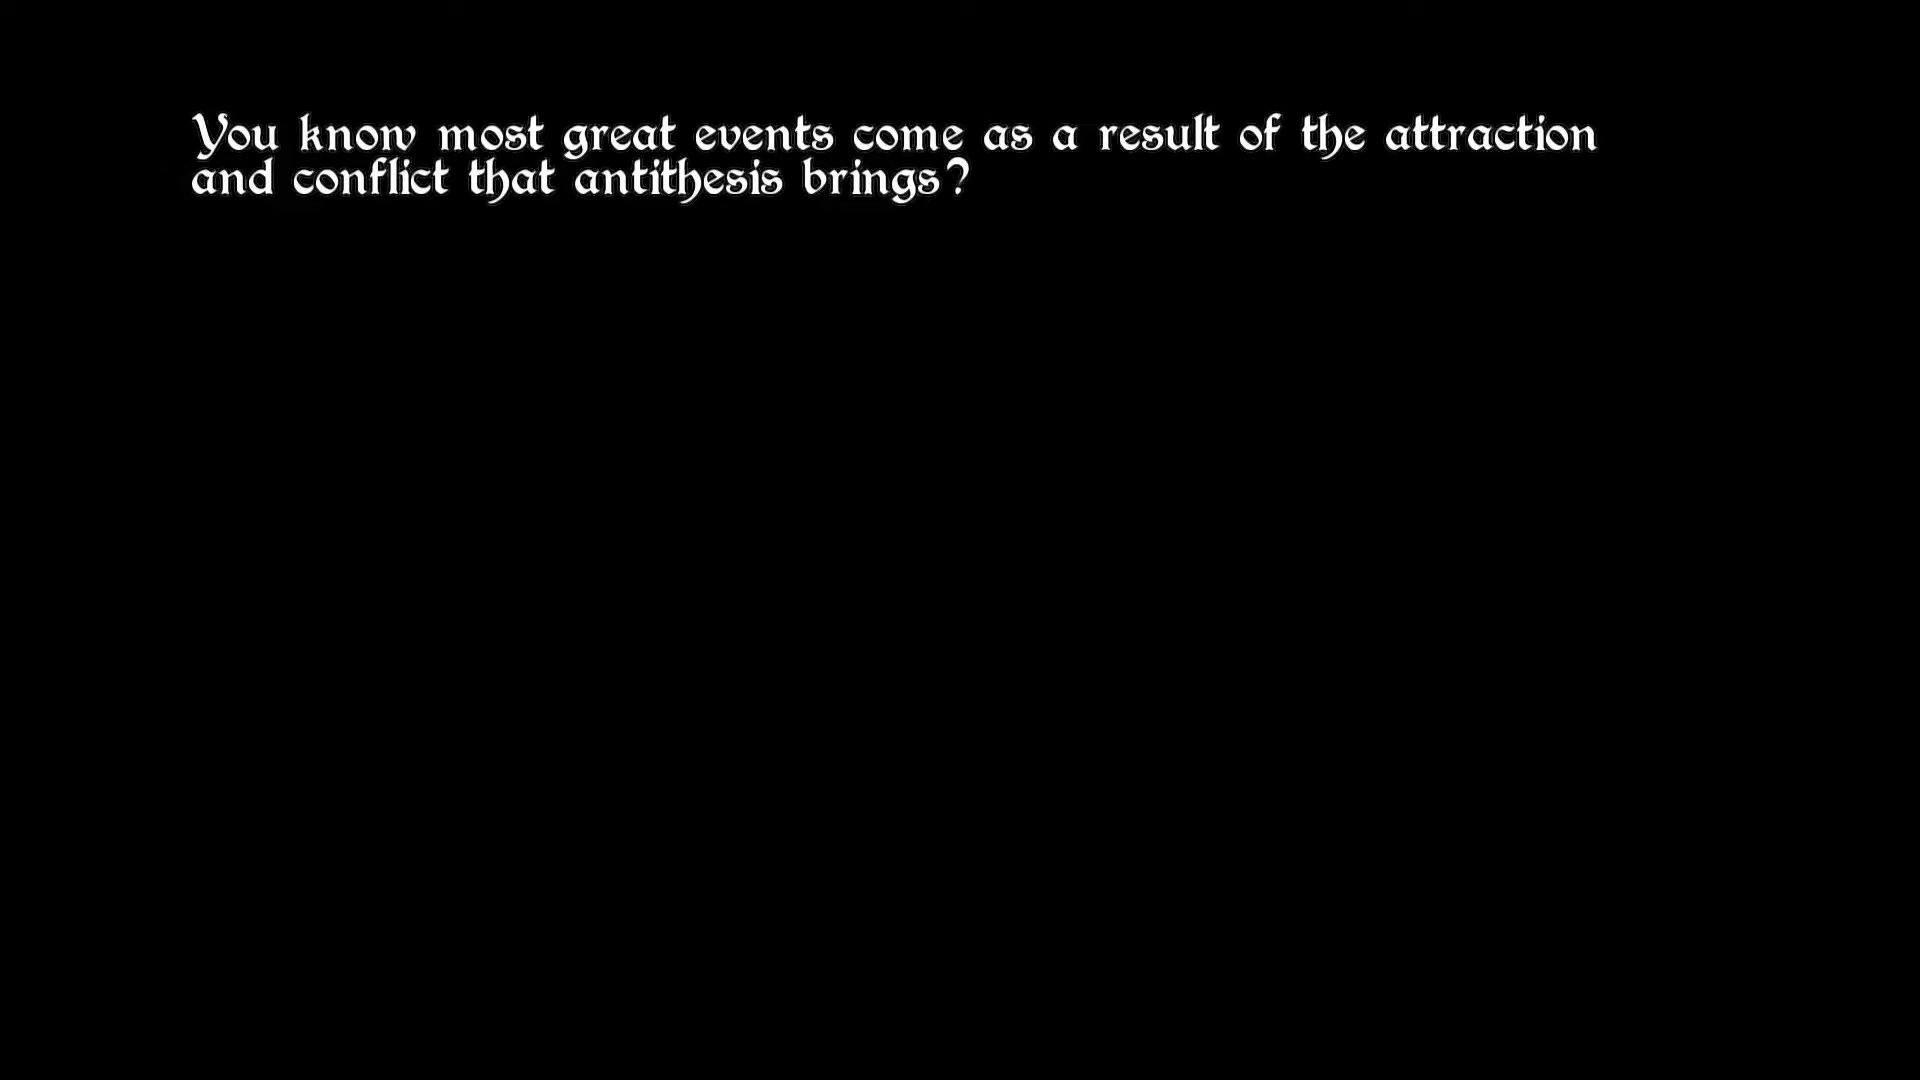 You know most great events come as a result of the attraction
and conflict that antithesis brings?